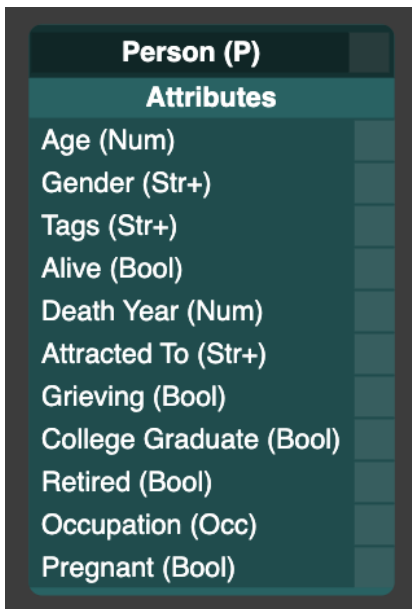 Person (P)
Attributes
Age (Num)
Gender (Str+)
Tags (Str+)
Alive (Bool)
Death Year (Num)
Attracted To (Str+)
Grieving (Bool)
College Graduate (Bool)
Retired (Bool)
Occupation (Occ)
Pregnant (Bool)